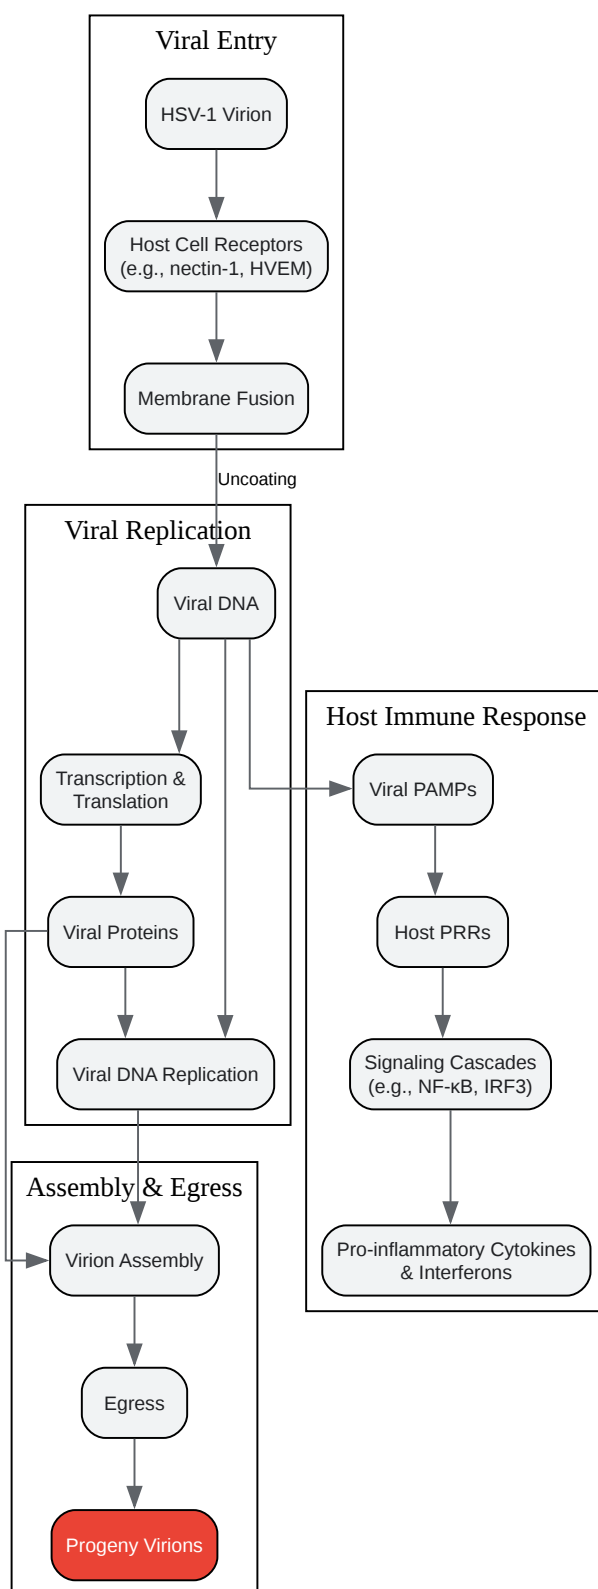 Viral Entry
HSV-1 Virion
Host Cell Receptors
(e.g., nectin-1, HVEM)
Membrane Fusion
Uncoating
Viral Replication
Viral DNA
Transcription &
Translation
Viral Proteins
Viral DNA Replication
Host Immune Response
Viral PAMPs
Host PRRs
Signaling Cascades
(e.g., NF-κB, IRF3)
Pro-inflammatory Cytokines
& Interferons
Assembly & Egress
Virion Assembly
Egress
Progeny Virions